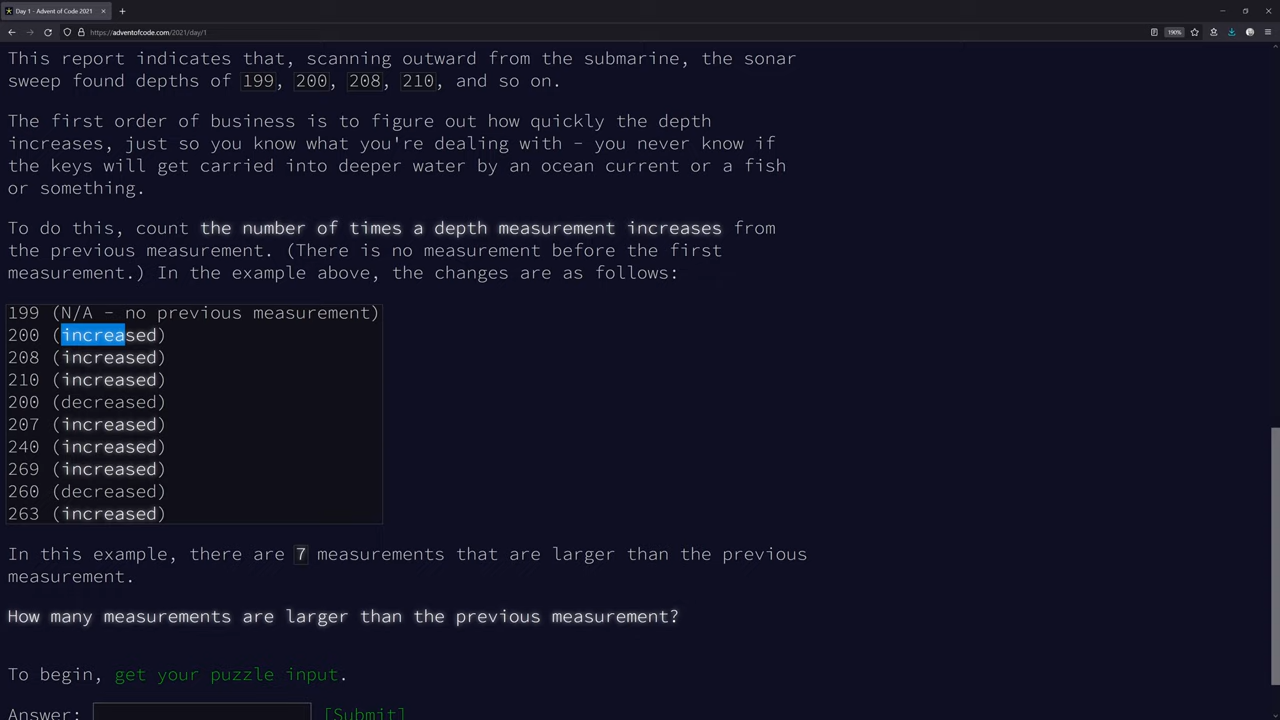 Day 1 - Advent of Code 2021
https://adventofcode.com/2021/day/1
190%
This report indicates that, scanning outward from the submarine, the sonar
sweep found depths of 199, 200, 208, 210, and so on.
The first order of business is to figure out how quickly the depth
increases, just so you know what you're dealing with - you never know if
the keys will get carried into deeper water by an ocean current or a fish
or something.
To do this, count the number of times a depth measurement increases from
the previous measurement. (There is no measurement before the first
measurement.) In the example above, the changes are as follows:
199 (N/A - no previous measurement)
200 (increased)
208 (increased)
210 (increased)
200 (decreased)
207 (increased)
240 (increased)
269 (increased)
260 (decreased)
263 (increased)
In this example, there are 7 measurements that are larger than the previous
measurement.
How many measurements are larger than the previous measurement?
To begin, get your puzzle input.
Answer: [Submit]